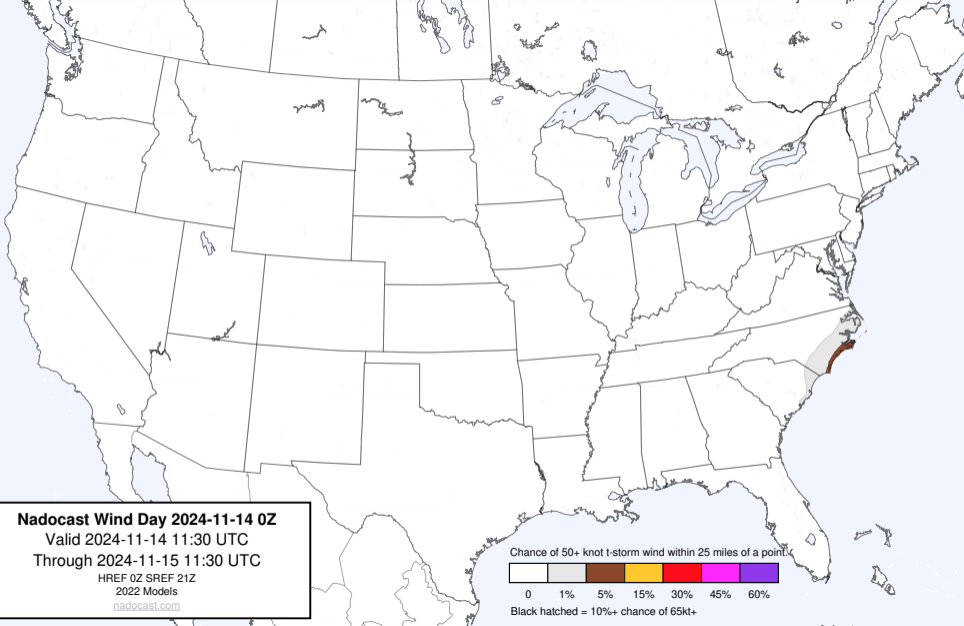 Nadocast Wind Day 2024-11-14 0Z
Valid 2024-11-14 11:30 UTC
Through 2024-11-15 11:30 UTC
HREF 0Z SREF 21Z
2022 Models
nadocast.com
Chance of 50+ knot t-storm wind within 25 miles of a point.
0 1% 5% 15% 30% 45% 60%
Black hatched = 10%+ chance of 65kt+